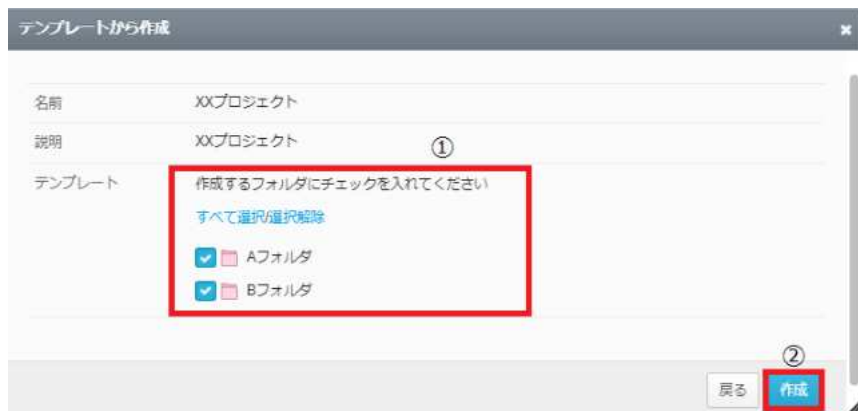 テンプレートから作成 ×
名前 XXプロジェクト
説明 XXプロジェクト
①
テンプレート 作成するフォルダにチェックを入れてください
すべて選択/選択解除
Aフォルダ
Bフォルダ
②
戻る 作成